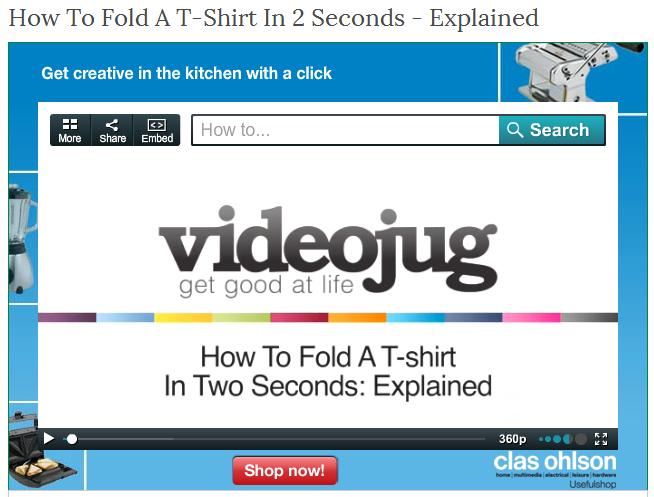 How To Fold A T-Shirt In 2 Seconds - Explained
Get creative in the kitchen with a click
More
Share
Embed
How to...
Search
videojug
get good at life
How To Fold A T-shirt
In Two Seconds: Explained
360p
Shop now!
clas ohlson
home | multimedia | electrical | leisure | hardware
Usefulshop